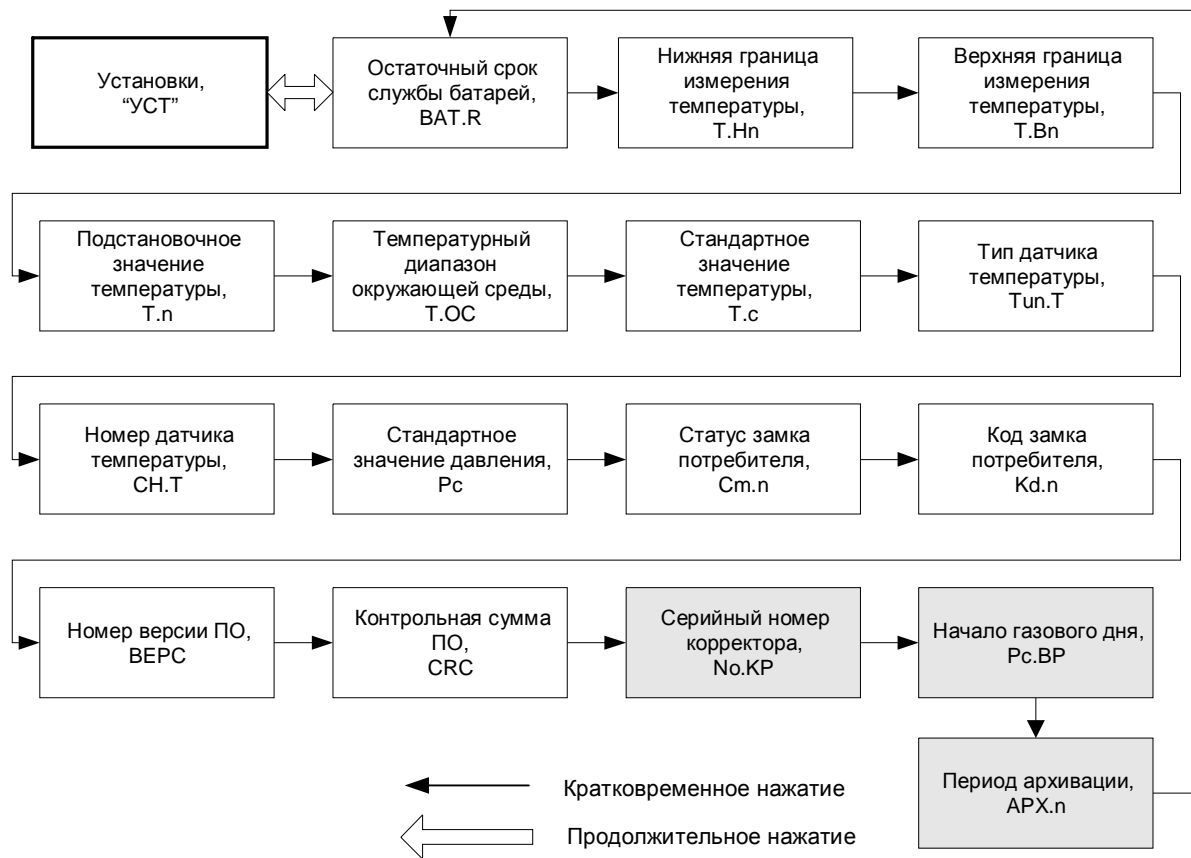 Установки,
“УСТ”
Остаточный срок
службы батарей,
BAT.R
Нижняя граница
измерения
температуры,
T.Hn
Верхняя граница
измерения
температуры,
T.Bn
Подстановочное
значение
температуры,
T.n
Температурный
диапазон
окружающей среды,
T.OC
Стандартное
значение
температуры,
T.c
Тип датчика
температуры,
Tun.T
Номер датчика
температуры,
CH.T
Стандартное
значение давления,
Pc
Статус замка
потребителя,
Cm.n
Код замка
потребителя,
Kd.n
Номер версии ПО,
ВЕРС
Контрольная сумма
ПО,
CRC
Серийный номер
корректора,
No.KP
Начало газового дня,
Pc.BP
Период архивации,
APX.n
Кратковременное нажатие
Продолжительное нажатие